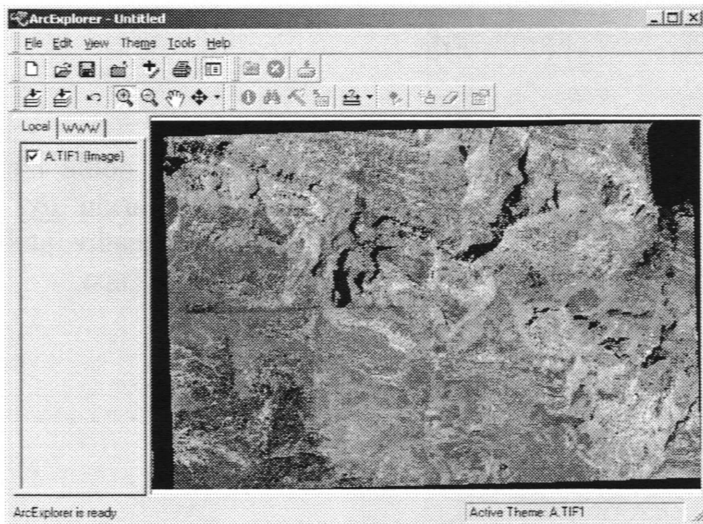 ArcExplorer - Untitled
File Edit View Theme Tools Help
Local WWW
A.TIF1 [Image]
ArcExplorer is ready
Active Theme: A.TIF1